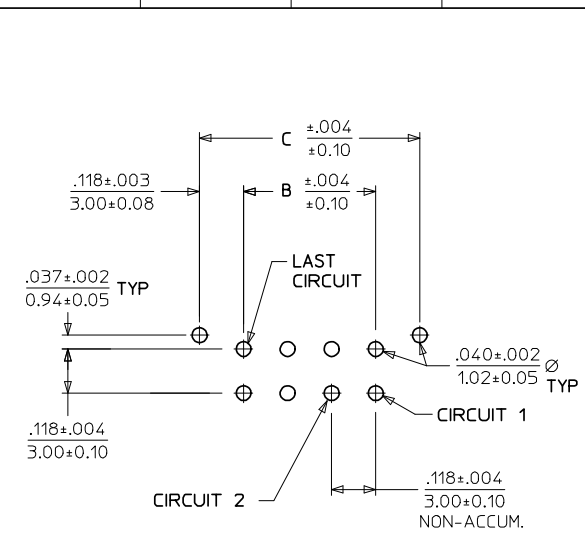 C ±.004
±0.10
.118±.003
3.00±0.08
B ±.004
±0.10
LAST
CIRCUIT
.037±.002
0.94±0.05 TYP
.040±.002
1.02±0.05 Ø
TYP
CIRCUIT 1
.118±.004
3.00±0.10
CIRCUIT 2
.118±.004
3.00±0.10
NON-ACCUM.